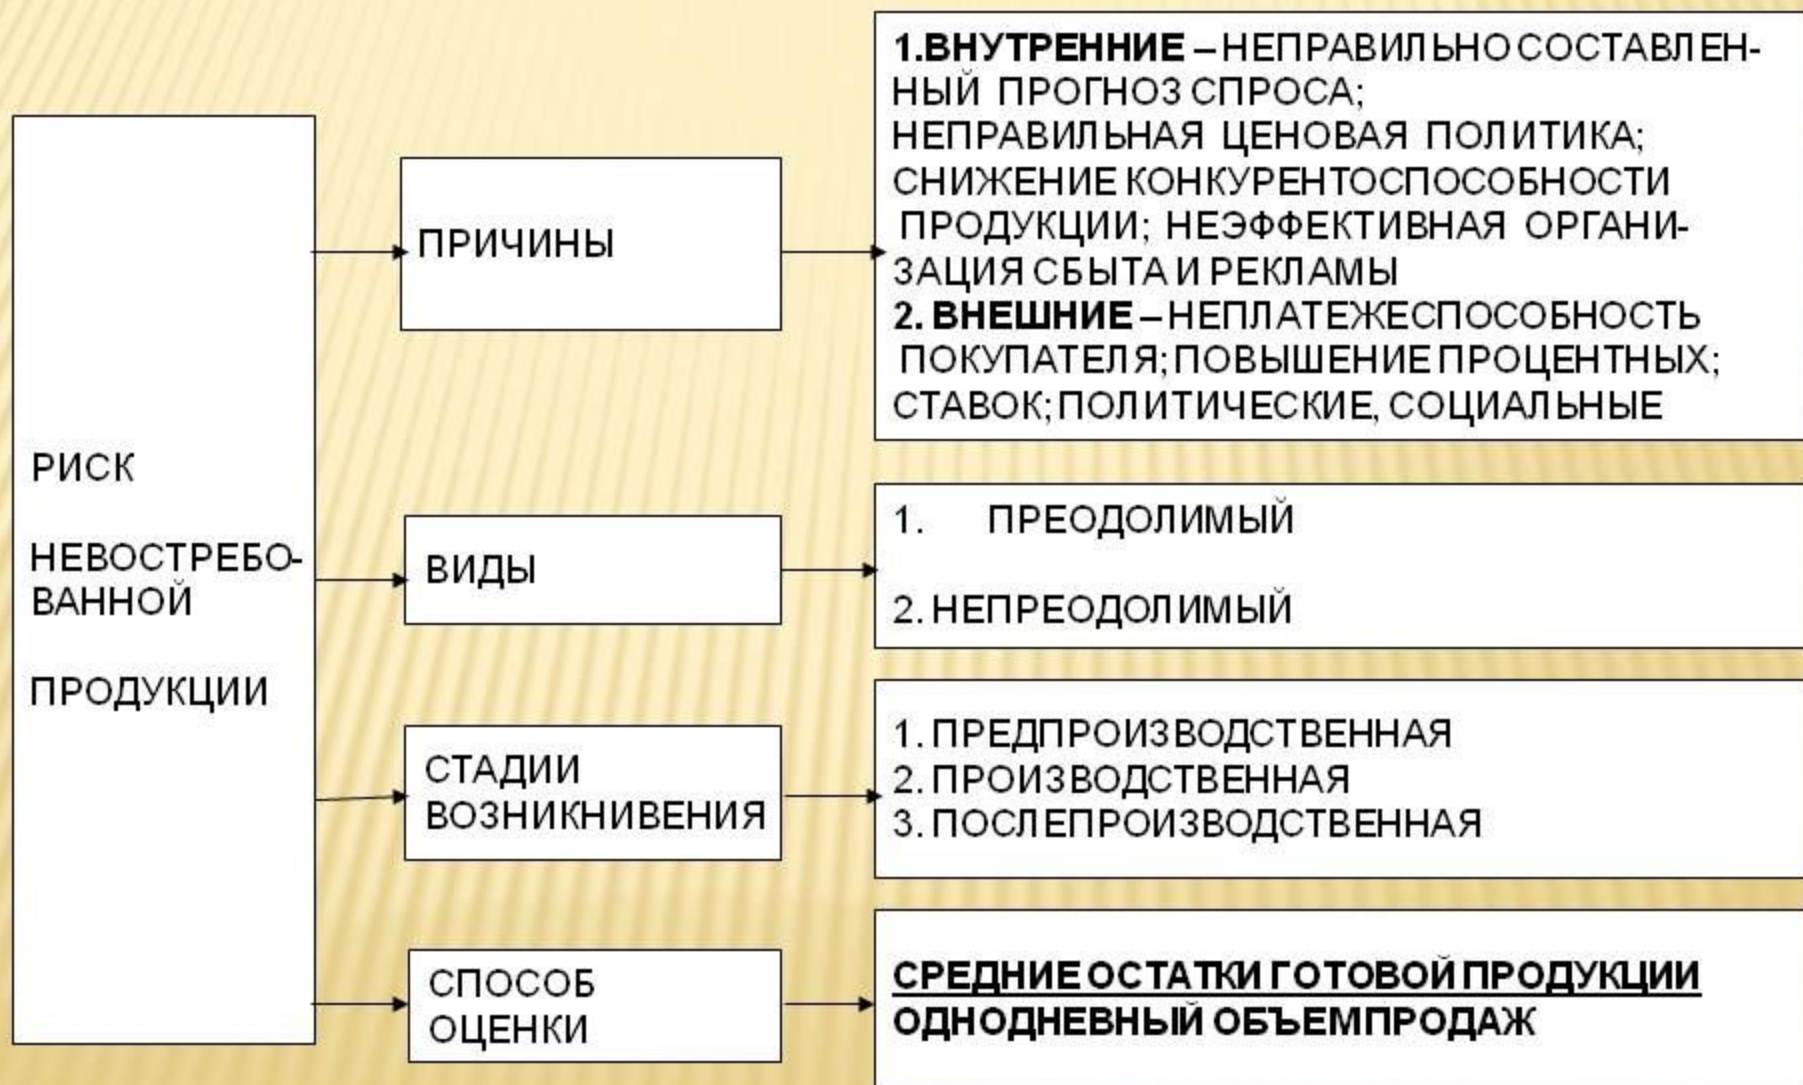 РИСК
НЕВОСТРЕБО-
ВАННОЙ
ПРОДУКЦИИ
ПРИЧИНЫ
1.ВНУТРЕННИЕ – НЕПРАВИЛЬНО СОСТАВЛЕН-
НЫЙ ПРОГНОЗ СПРОСА;
НЕПРАВИЛЬНАЯ ЦЕНОВАЯ ПОЛИТИКА;
СНИЖЕНИЕ КОНКУРЕНТОСПОСОБНОСТИ
ПРОДУКЦИИ; НЕЭФФЕКТИВНАЯ ОРГАНИ-
ЗАЦИЯ СБЫТА И РЕКЛАМЫ
2. ВНЕШНИЕ – НЕПЛАТЕЖЕСПОСОБНОСТЬ
ПОКУПАТЕЛЯ; ПОВЫШЕНИЕ ПРОЦЕНТНЫХ;
СТАВОК; ПОЛИТИЧЕСКИЕ, СОЦИАЛЬНЫЕ
ВИДЫ
1. ПРЕОДОЛИМЫЙ
2. НЕПРЕОДОЛИМЫЙ
СТАДИИ
ВОЗНИКНИВЕНИЯ
1. ПРЕДПРОИЗВОДСТВЕННАЯ
2. ПРОИЗВОДСТВЕННАЯ
3. ПОСЛЕПРОИЗВОДСТВЕННАЯ
СПОСОБ
ОЦЕНКИ
СРЕДНИЕ ОСТАТКИ ГОТОВОЙ ПРОДУКЦИИ
ОДНОДНЕВНЫЙ ОБЪЕМ ПРОДАЖ